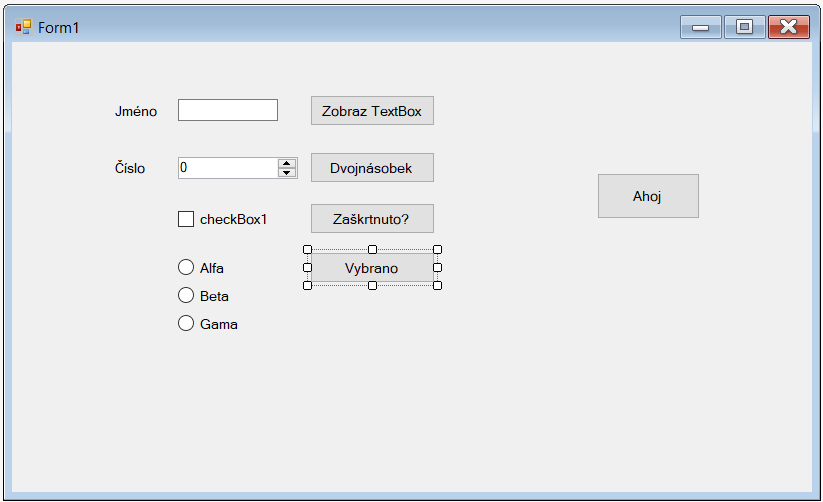 Form1
Jméno
Zobraz TextBox
Číslo
0
Dvojnásobek
Ahoj
checkBox1
Zaškrtnuto?
Alfa
Vybrano
Beta
Gama